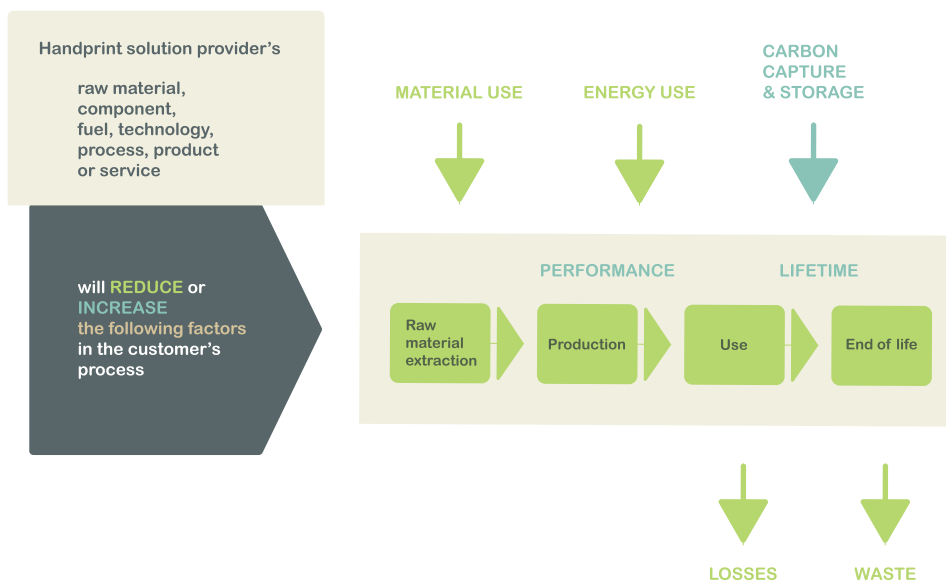 Handprint solution provider's
raw material,
component,
fuel, technology,
process, product
or service
will REDUCE or
INCREASE
the following factors
in the customer's
process
MATERIAL USE
ENERGY USE
CARBON
CAPTURE
& STORAGE
PERFORMANCE
LIFETIME
Raw
material
extraction
Production
Use
End of life
LOSSES
WASTE